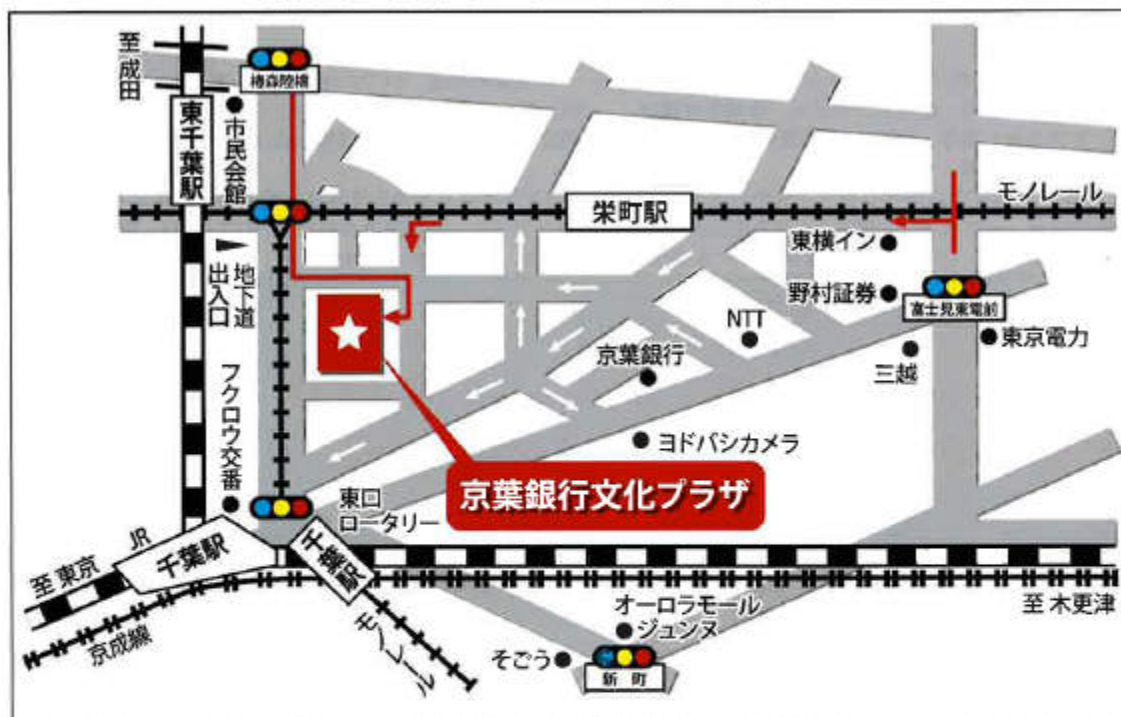 至成田
椿森陸橋
東千葉駅
市民会館
栄町駅
モノレール
地下道
出入口
東横イン
野村証券
富士見東電前
NTT
東京電力
京葉銀行
三越
フクロウ交番
ヨドバシカメラ
京葉銀行文化プラザ
東口
ロータリー
JR
千葉駅
千葉駅
至東京
京成線
モノレール
オーロラモール
ジュンヌ
至木更津
そごう
新町